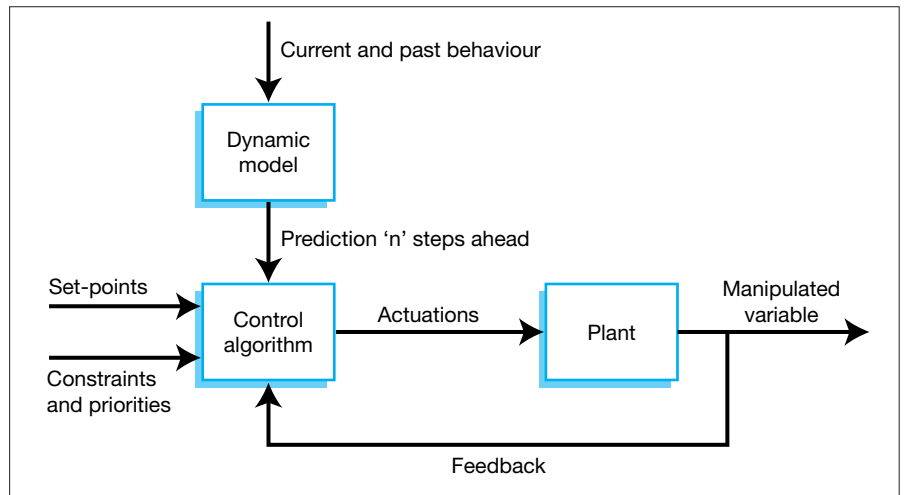 Current and past behaviour
Dynamic
model
Prediction ‘n’ steps ahead
Set-points
Control
algorithm
Actuations
Plant
Manipulated
variable
Constraints
and priorities
Feedback